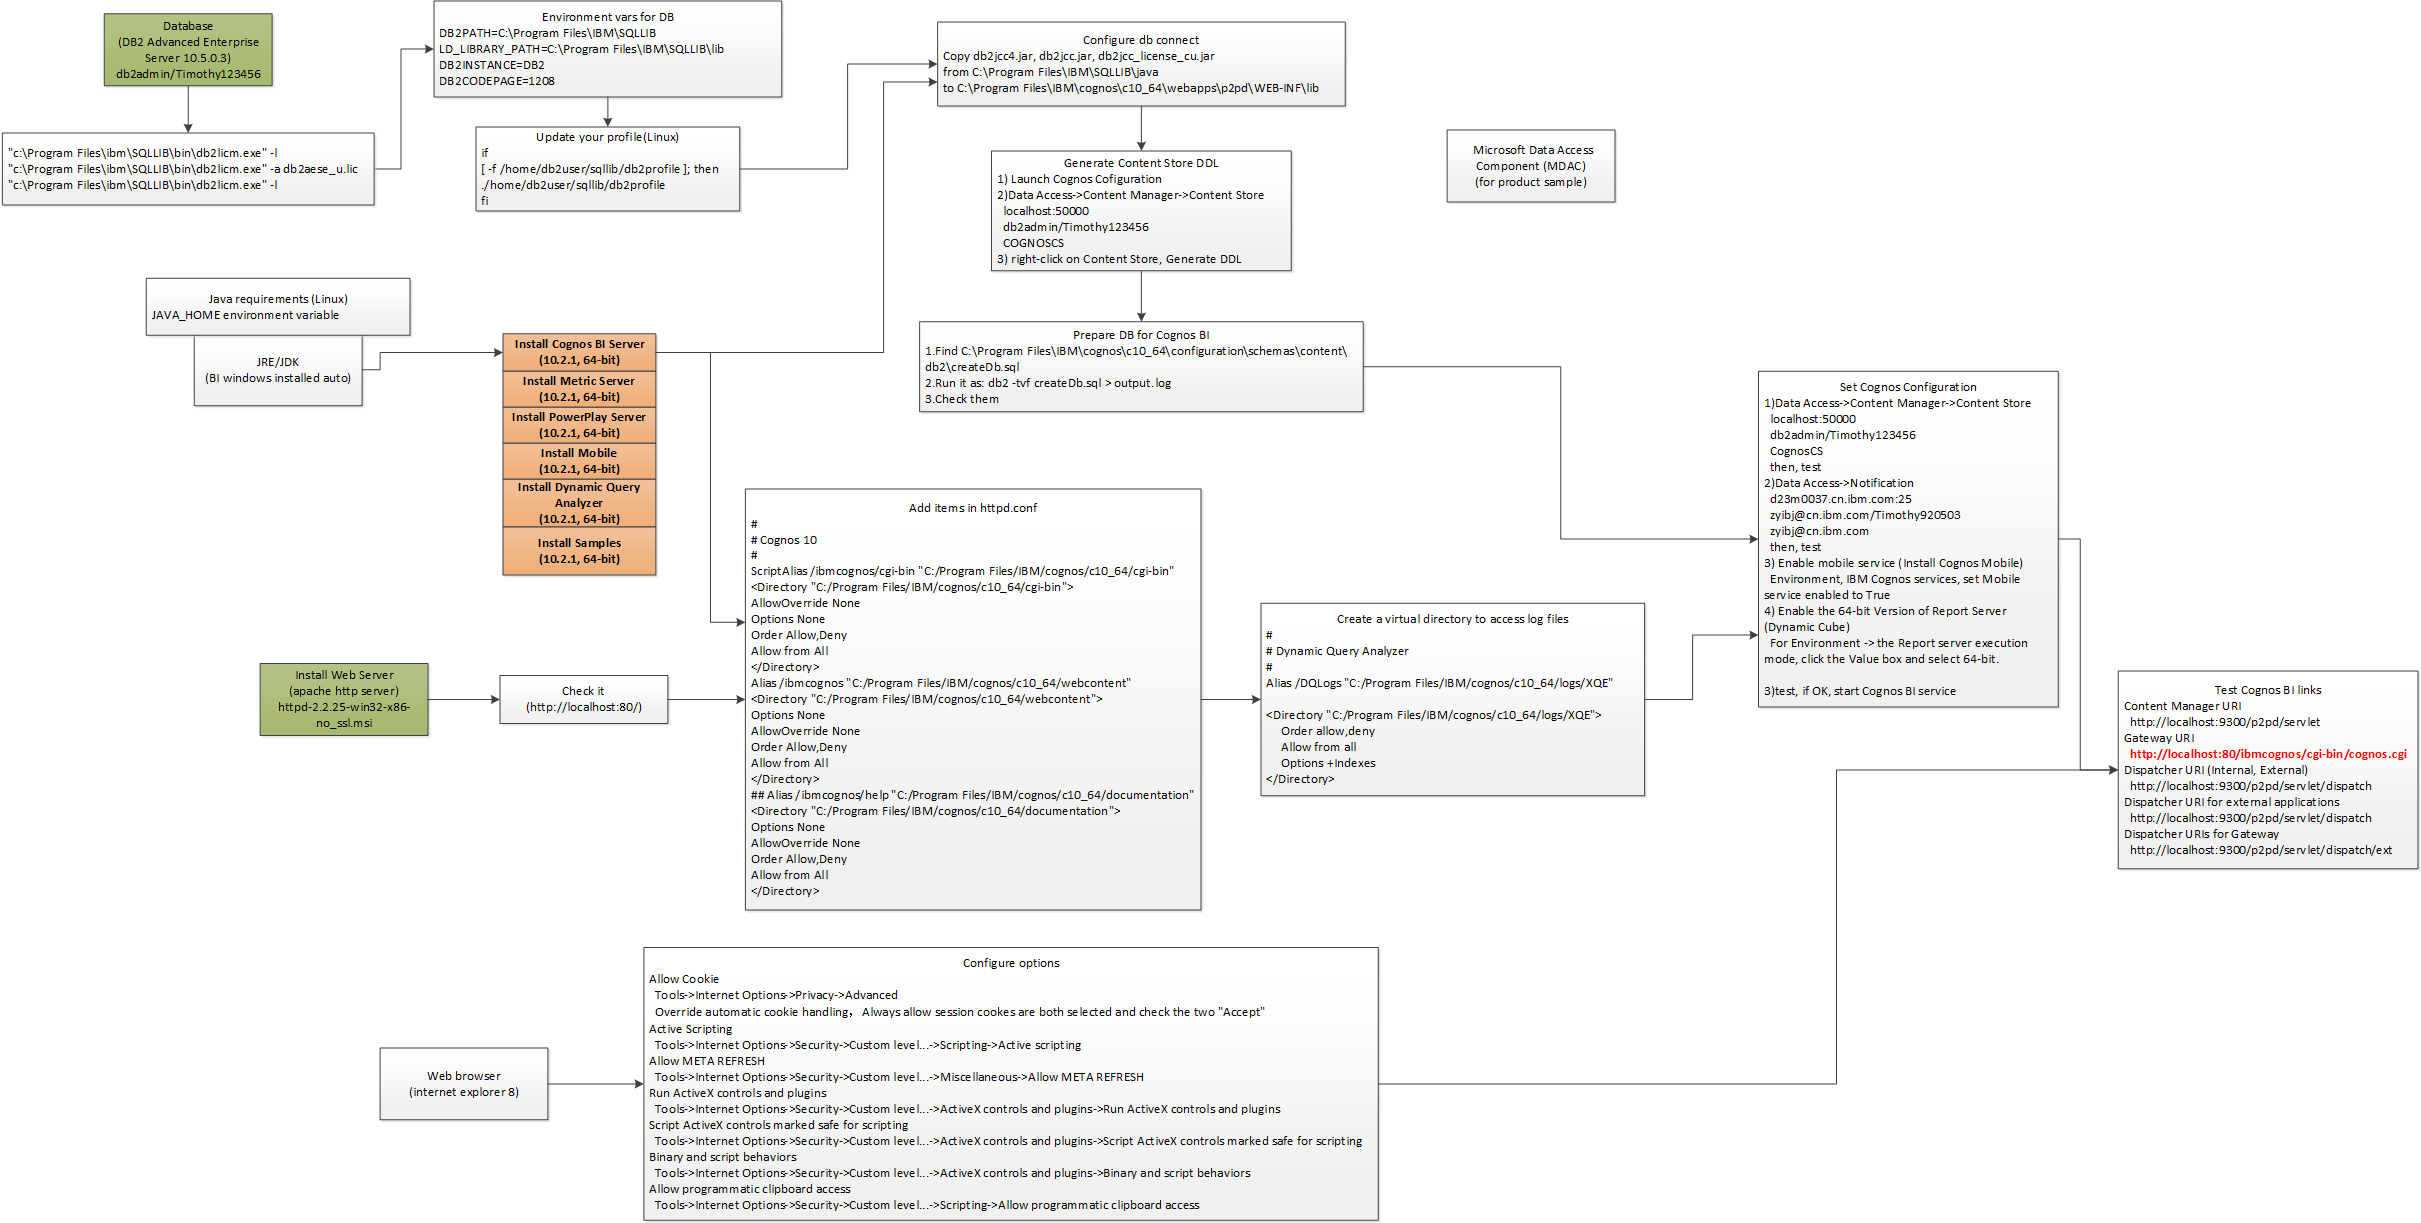 Database
(DB2 Advanced Enterprise
Server 10.5.0.3)
db2admin/Timothy123456
"c:\Program Files\ibm\SQLLIB\bin\db2licm.exe" -l
"c:\Program Files\ibm\SQLLIB\bin\db2licm.exe" -a db2aese_u.lic
"c:\Program Files\ibm\SQLLIB\bin\db2licm.exe" -l
Environment vars for DB
DB2PATH=C:\Program Files\IBM\SQLLIB
LD_LIBRARY_PATH=C:\Program Files\IBM\SQLLIB\lib
DB2INSTANCE=DB2
DB2CODEPAGE=1208
Update your profile(Linux)
if
[ -f /home/db2user/sqllib/db2profile ]; then
./home/db2user/sqllib/db2profile
fi
Configure db connect
Copy db2jcc4.jar, db2jcc.jar, db2jcc_license_cu.jar
from C:\Program Files\IBM\SQLLIB\java
to C:\Program Files\IBM\cognos\c10_64\webapps\p2pd\WEB-INF\lib
Generate Content Store DDL
1) Launch Cognos Cofiguration
2)Data Access->Content Manager->Content Store
localhost:50000
db2admin/Timothy123456
COGNOSCS
3) right-click on Content Store, Generate DDL
Microsoft Data Access
Component (MDAC)
(for product sample)
Java requirements (Linux)
JAVA_HOME environment variable
JRE/JDK
(BI windows installed auto)
Install Cognos BI Server
(10.2.1, 64-bit)
Install Metric Server
(10.2.1, 64-bit)
Install PowerPlay Server
(10.2.1, 64-bit)
Install Mobile
(10.2.1, 64-bit)
Install Dynamic Query
Analyzer
(10.2.1, 64-bit)
Install Samples
(10.2.1, 64-bit)
Prepare DB for Cognos BI
1.Find C:\Program Files\IBM\cognos\c10_64\configuration\schemas\content\
db2\createDb.sql
2.Run it as: db2 -tvf createDb.sql > output.log
3.Check them
Set Cognos Configuration
1)Data Access->Content Manager->Content Store
localhost:50000
db2admin/Timothy123456
CognosCS
then, test
2)Data Access->Notification
d23m0037.cn.ibm.com:25
zyibj@cn.ibm.com/Timothy920503
zyibj@cn.ibm.com
then, test
3) Enable mobile service (Install Cognos Mobile)
Environment, IBM Cognos services, set Mobile
service enabled to True
4) Enable the 64-bit Version of Report Server
(Dynamic Cube)
For Environment -> the Report server execution
mode, click the Value box and select 64-bit.
3)test, if OK, start Cognos BI service
Add items in httpd.conf
#
# Cognos 10
#
ScriptAlias /ibmcognos/cgi-bin "C:/Program Files/IBM/cognos/c10_64/cgi-bin"
<Directory "C:/Program Files/IBM/cognos/c10_64/cgi-bin">
AllowOverride None
Options None
Order Allow,Deny
Allow from All
</Directory>
Alias /ibmcognos "C:/Program Files/IBM/cognos/c10_64/webcontent"
<Directory "C:/Program Files/IBM/cognos/c10_64/webcontent">
Options None
AllowOverride None
Order Allow,Deny
Allow from All
</Directory>
## Alias /ibmcognos/help "C:/Program Files/IBM/cognos/c10_64/documentation"
<Directory "C:/Program Files/IBM/cognos/c10_64/documentation">
Options None
AllowOverride None
Order Allow,Deny
Allow from All
</Directory>
Install Web Server
(apache http server)
httpd-2.2.25-win32-x86-
no_ssl.msi
Check it
(http://localhost:80/)
Create a virtual directory to access log files
#
# Dynamic Query Analyzer
#
Alias /DQLogs "C:/Program Files/IBM/cognos/c10_64/logs/XQE"
<Directory "C:/Program Files/IBM/cognos/c10_64/logs/XQE">
Order allow,deny
Allow from all
Options +Indexes
</Directory>
Test Cognos BI links
Content Manager URI
http://localhost:9300/p2pd/servlet
Gateway URI
http://localhost:80/ibmcognos/cgi-bin/cognos.cgi
Dispatcher URI (Internal, External)
http://localhost:9300/p2pd/servlet/dispatch
Dispatcher URI for external applications
http://localhost:9300/p2pd/servlet/dispatch
Dispatcher URIs for Gateway
http://localhost:9300/p2pd/servlet/dispatch/ext
Web browser
(internet explorer 8)
Configure options
Allow Cookie
Tools->Internet Options->Privacy->Advanced
Override automatic cookie handling，Always allow session cookes are both selected and check the two "Accept"
Active Scripting
Tools->Internet Options->Security->Custom level...->Scripting->Active scripting
Allow META REFRESH
Tools->Internet Options->Security->Custom level...->Miscellaneous->Allow META REFRESH
Run ActiveX controls and plugins
Tools->Internet Options->Security->Custom level...->ActiveX controls and plugins->Run ActiveX controls and plugins
Script ActiveX controls marked safe for scripting
Tools->Internet Options->Security->Custom level...->ActiveX controls and plugins->Script ActiveX controls marked safe for scripting
Binary and script behaviors
Tools->Internet Options->Security->Custom level...->ActiveX controls and plugins->Binary and script behaviors
Allow programmatic clipboard access
Tools->Internet Options->Security->Custom level...->Scripting->Allow programmatic clipboard access